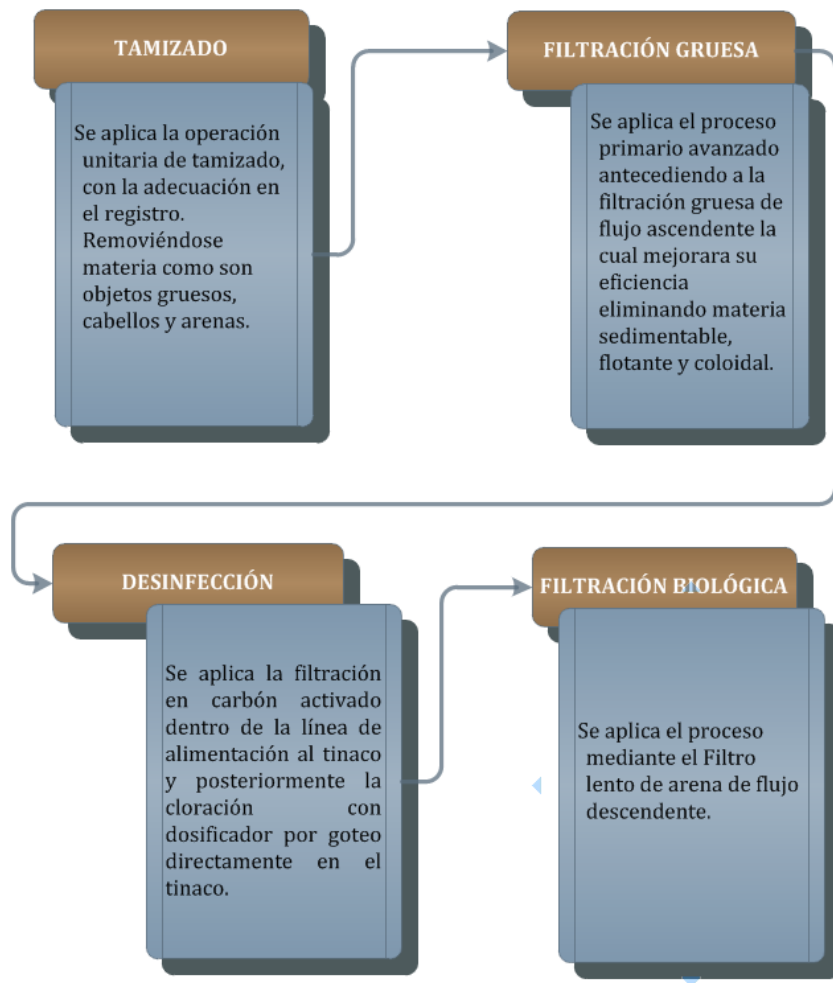 TAMIZADO
Se aplica la operación
unitaria de tamizado,
con la adecuación en
el registro.
Removiéndose
materia como son
objetos gruesos,
cabellos y arenas.
FILTRACIÓN GRUESA
Se aplica el proceso
primario avanzado
antecediendo a la
filtración gruesa de
flujo ascendente la
cual mejorara su
eficiencia
eliminando materia
sedimentable,
flotante y coloidal.
DESINFECCIÓN
Se aplica la filtración
en carbón activado
dentro de la línea de
alimentación al tinaco
y posteriormente la
cloración con
dosificador por goteo
directamente en el
tinaco.
FILTRACIÓN BIOLÓGICA
Se aplica el proceso
mediante el Filtro
lento de arena de flujo
descendente.